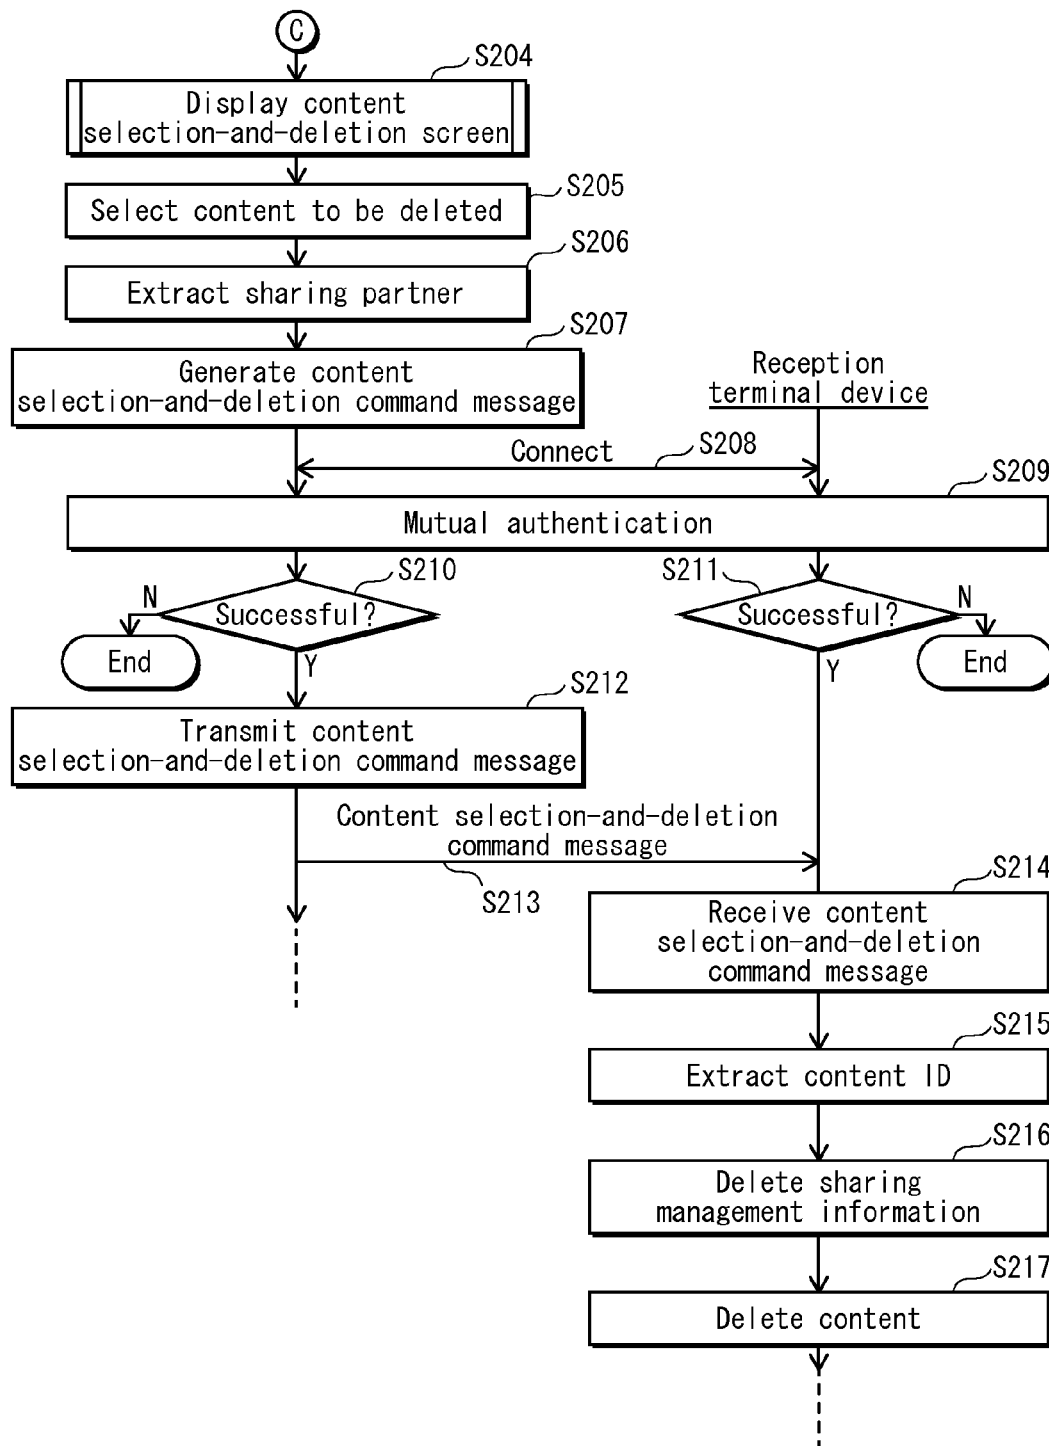 C
S204
Display content
selection-and-deletion screen
S205
Select content to be deleted
S206
Extract sharing partner
S207
Generate content
selection-and-deletion command message
Reception
terminal device
Connect
S208
S209
Mutual authentication
S210
Successful?
N
End
Y
S211
Successful?
N
End
Y
S212
Transmit content
selection-and-deletion command message
Content selection-and-deletion
command message
S213
S214
Receive content
selection-and-deletion
command message
S215
Extract content ID
S216
Delete sharing
management information
S217
Delete content